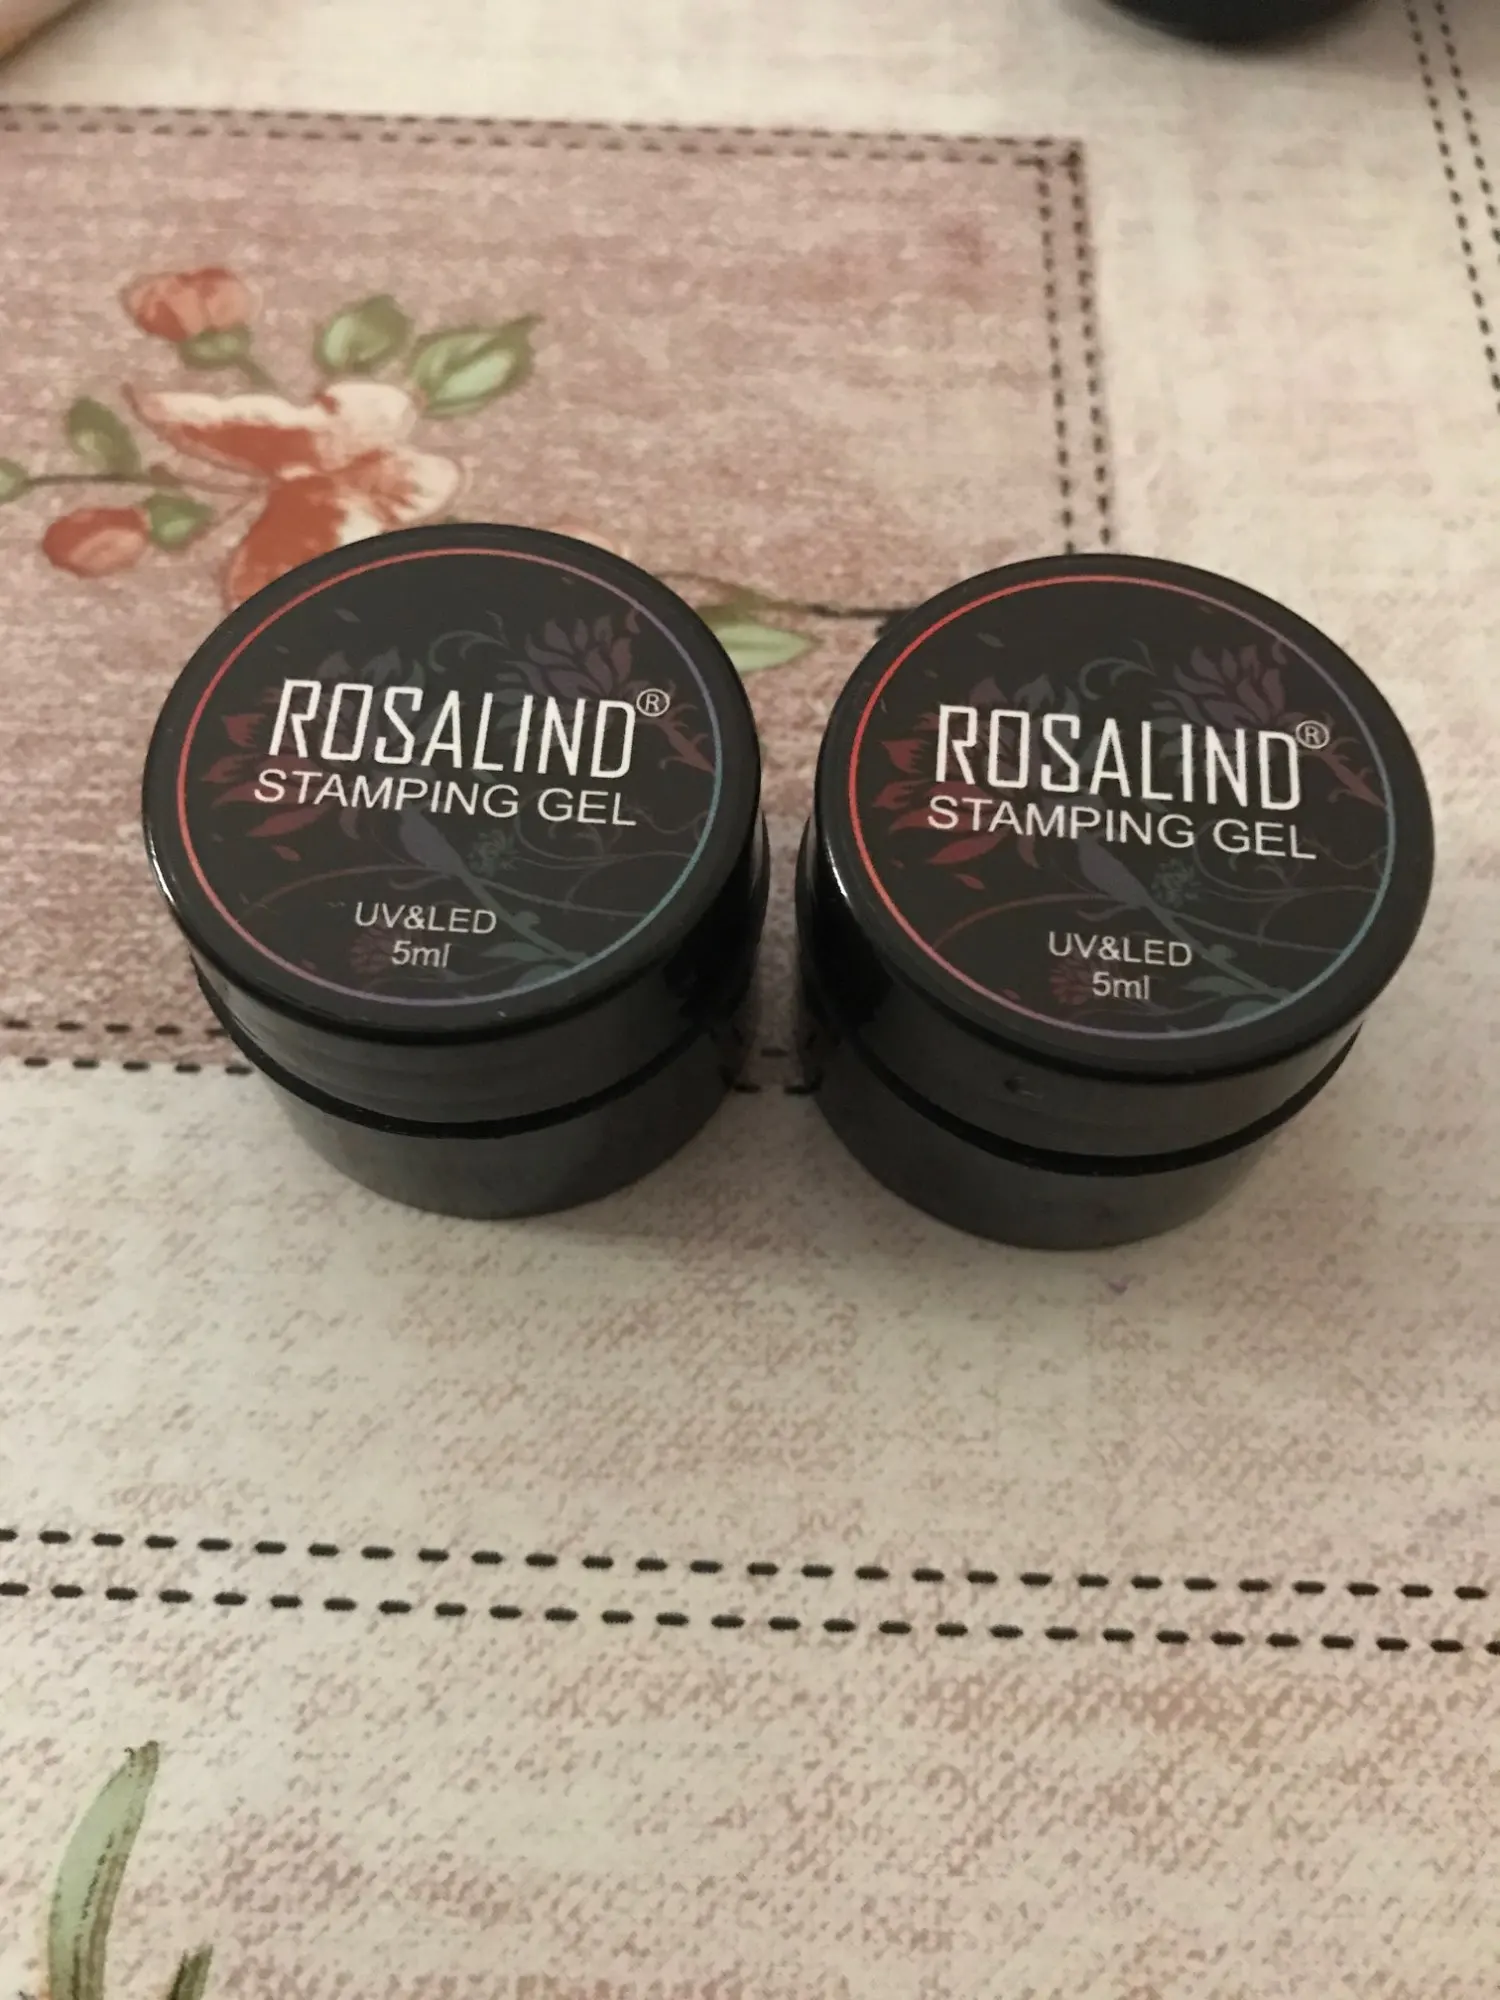 ROSALIND®
STAMPING GEL
UV&LED
5ml
ROSALIND®
STAMPING GEL
UV&LED
5ml